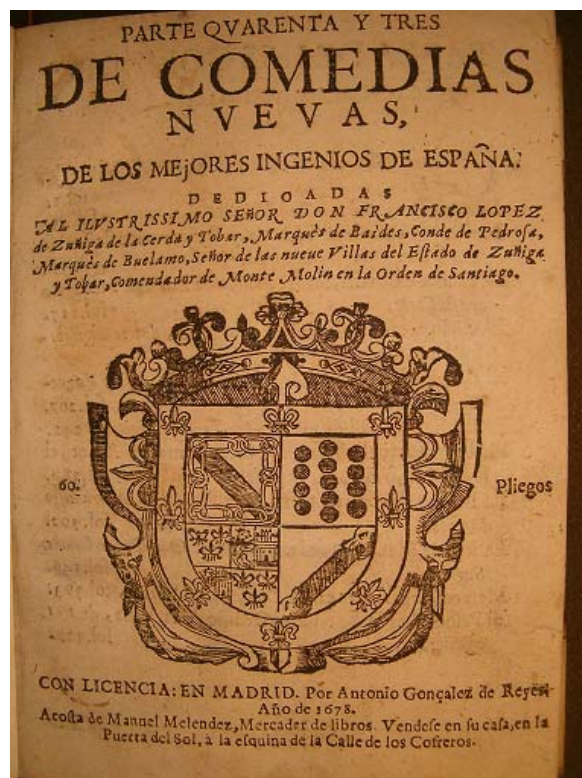 PARTE QVARENTA Y TRES
DE COMEDIAS
NVEVAS,
DE LOS MEjORES INGENIOS DE ESPAÑA.
DEDICADAS
AL ILVSTRISSIMO SEÑOR DON FRANCISCO LOPEZ
de Zuñiga de la Cerda y Tobar, Marquès de Baides, Conde de Pedroſa,
Marquès de Buelamo, Señor de las nueue Villas del Eſtado de Zuñiga
y Tobar, Comendador de Monte Molin en la Orden de Santiago.
60. Pliegos
CON LICENCIA: EN MADRID. Por Antonio Gonçalez de Reyes.
Año de 1678.
Acoſta de Manuel Melendez, Mercader de libros. Vendeſe en ſu caſa, en la
Puerta del Sol, à la eſquina de la Calle de los Cofreros.